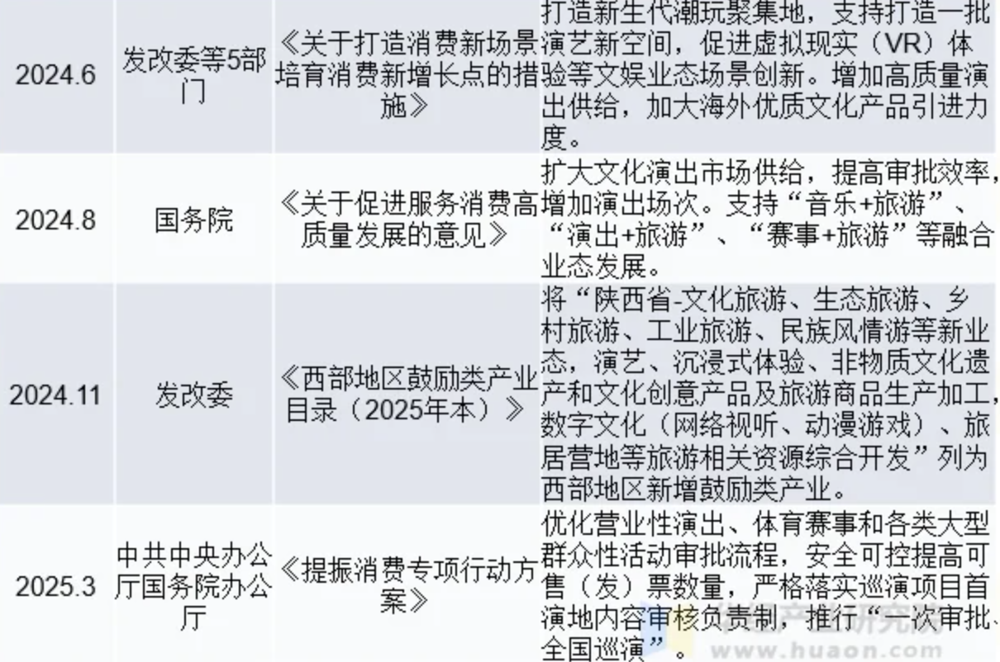 2024.6
发改委等5部
门
《关于打造消费新场景
培育消费新增长点的措
施》
打造新生代潮玩聚集地，支持打造一批
演艺新空间，促进虚拟现实（VR）体
验等文娱业态场景创新。增加高质量演
出供给，加大海外优质文化产品引进力
度。
2024.8
国务院
《关于促进服务消费高
质量发展的意见》
扩大文化演出市场供给，提高审批效率，
增加演出场次。支持“音乐+旅游”、
“演出+旅游”、“赛事+旅游”等融合
业态发展。
2024.11
发改委
《西部地区鼓励类产业
目录（2025年本）》
将“陕西省-文化旅游、生态旅游、乡
村旅游、工业旅游、民族风情游等新业
态，演艺、沉浸式体验、非物质文化遗
产和文化创意产品及旅游商品生产加工，
数字文化（网络视听、动漫游戏）、旅
居营地等旅游相关资源综合开发”列为
西部地区新增鼓励类产业。
2025.3
中共中央办公
厅国务院办公
厅
《提振消费专项行动方
案》
优化营业性演出、体育赛事和各类大型
群众性活动审批流程，安全可控提高可
售（发）票数量，严格落实巡演项目首
演地内容审核负责制，推行“一次审批、
全国巡演”。
华经产业研究院
www.huaon.com